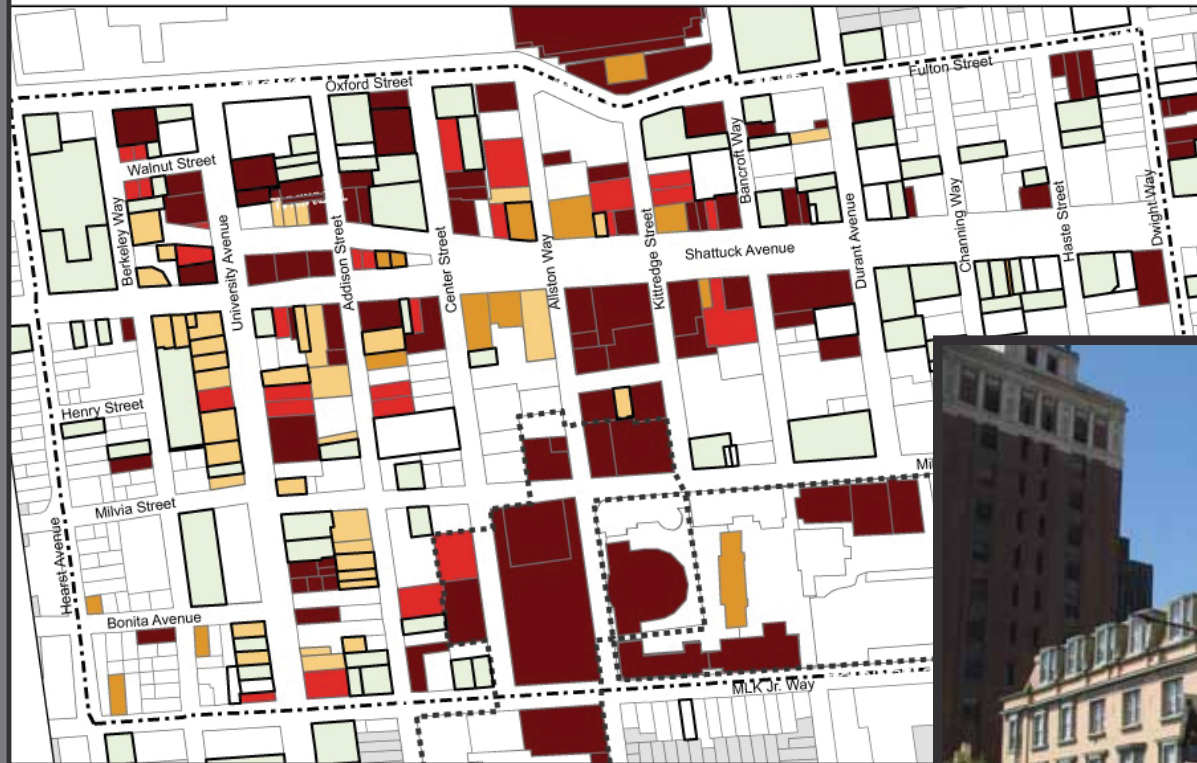 Oxford Street
Fulton Street
Walnut Street
Berkeley Way
University Avenue
Addison Street
Center Street
Allston Way
Kittredge Street
Bancroft Way
Durant Avenue
Channing Way
Haste Street
Dwight Way
Shattuck Avenue
Henry Street
Mil
Milvia Street
Hearst Avenue
Bonita Avenue
MLK Jr. Way